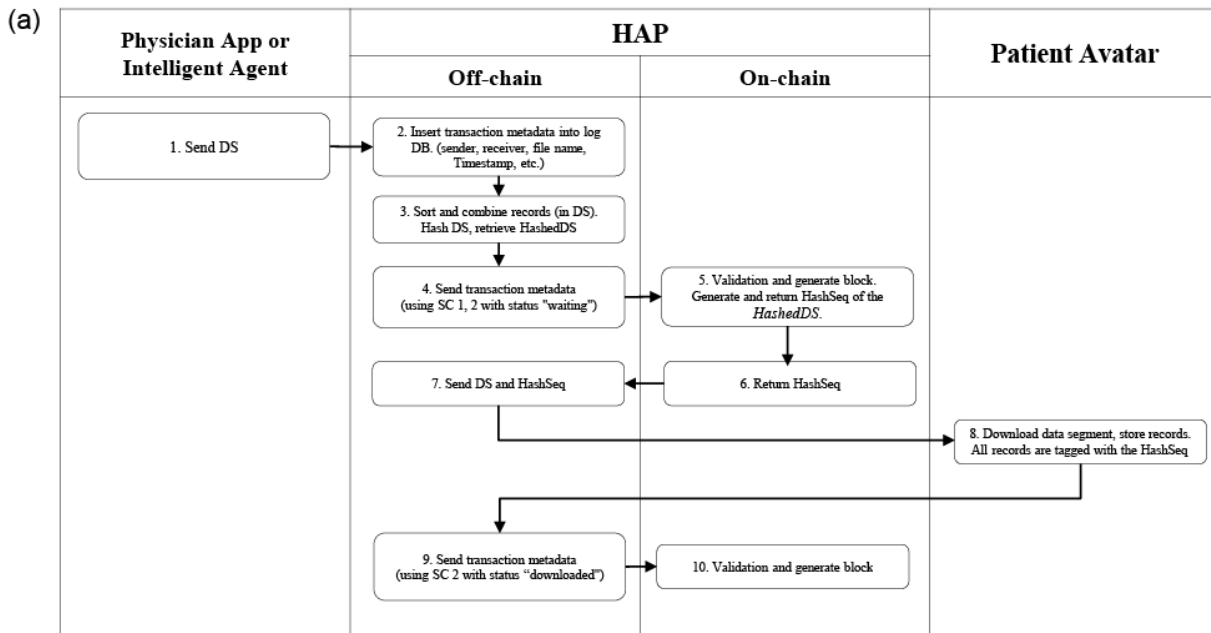 (a)
Physician App or
Intelligent Agent
HAP
Off-chain
On-chain
Patient Avatar
1. Send DS
2. Insert transaction metadata into log
DB. (sender, receiver, file name,
Timestamp, etc.)
3. Sort and combine records (in DS).
Hash DS, retrieve HashedDS
4. Send transaction metadata
(using SC 1, 2 with status "waiting")
5. Validation and generate block.
Generate and return HashSeq of the
HashedDS.
7. Send DS and HashSeq
6. Return HashSeq
8. Download data segment, store records.
All records are tagged with the HashSeq
9. Send transaction metadata
(using SC 2 with status “downloaded”)
10. Validation and generate block